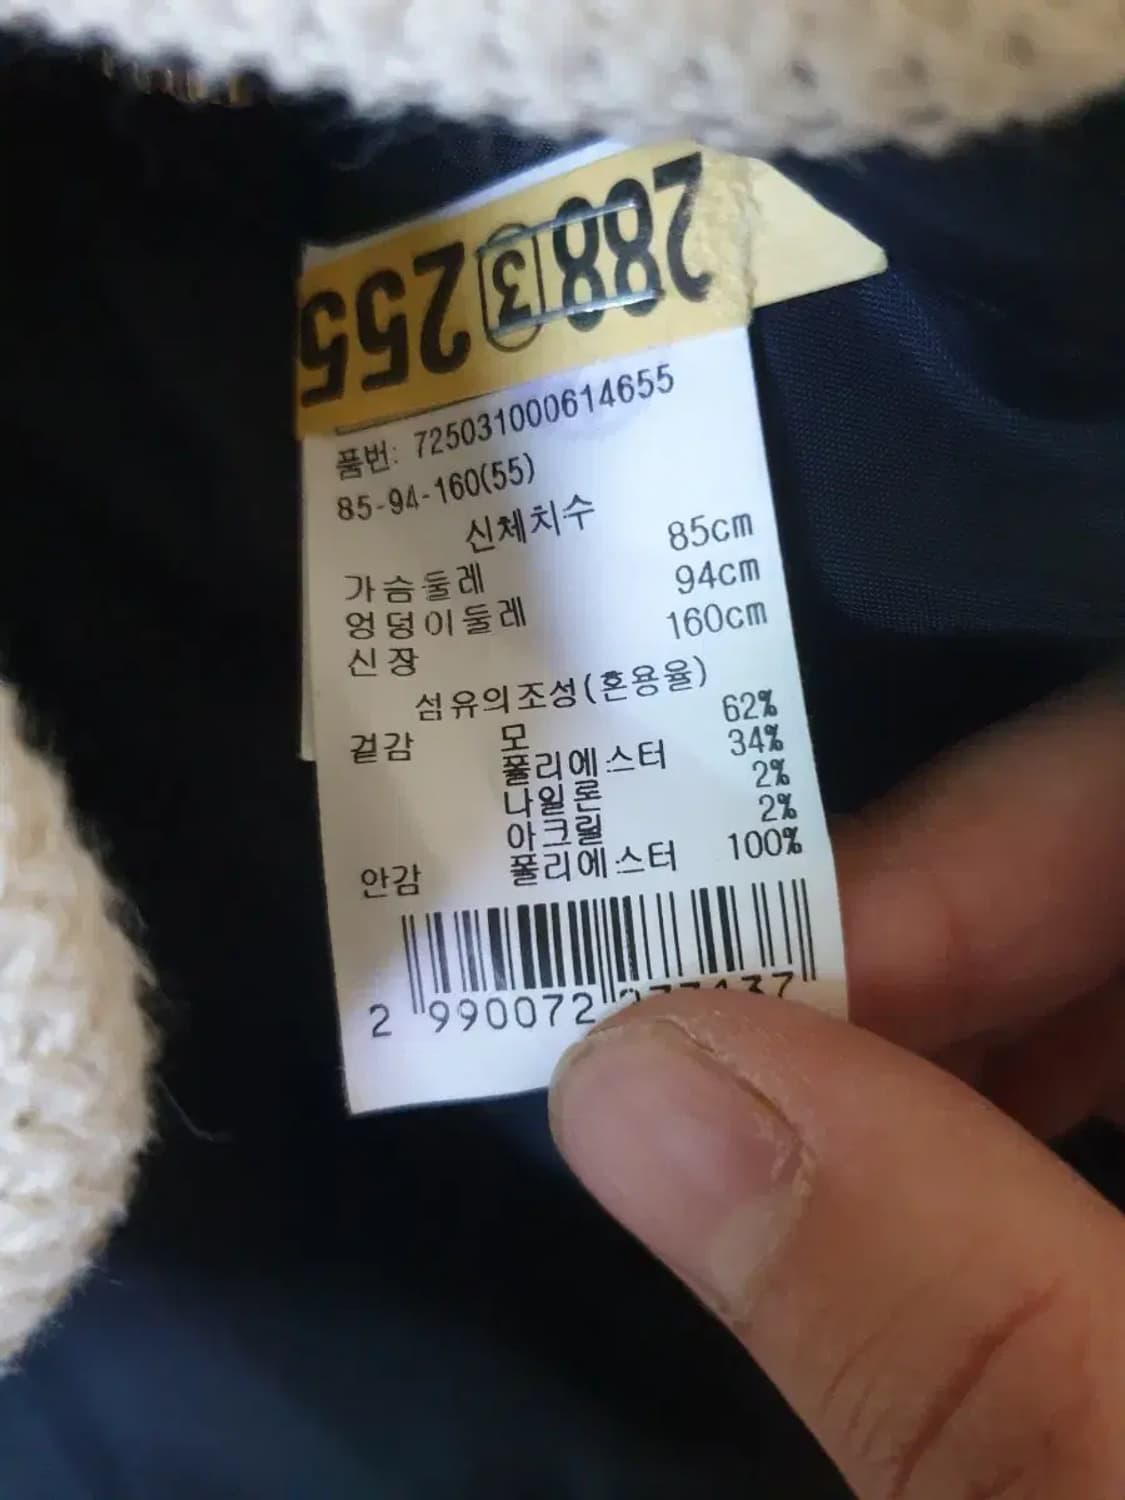 288 3 255
품번: 725031000614655
85-94-160(55)
신체치수
가슴둘레 85cm
엉덩이둘레 94cm
신장 160cm
섬유의조성(혼용율)
겉감 모 62%
폴리에스터 34%
나일론 2%
아크릴 2%
안감 폴리에스터 100%
2 990072